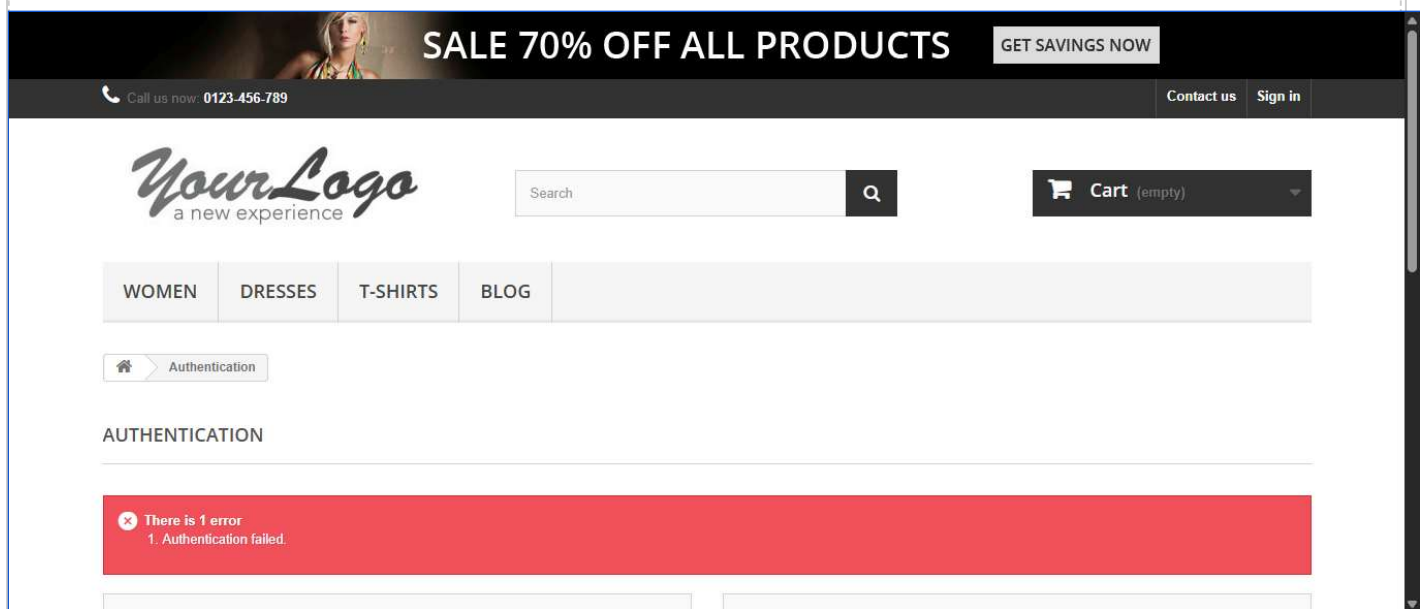 SALE 70% OFF ALL PRODUCTS GET SAVINGS NOW
Call us now: 0123-456-789 Contact us Sign in
YourLogo
a new experience
Search
Cart (empty)
WOMEN DRESSES T-SHIRTS BLOG
Authentication
AUTHENTICATION
There is 1 error
1. Authentication failed.